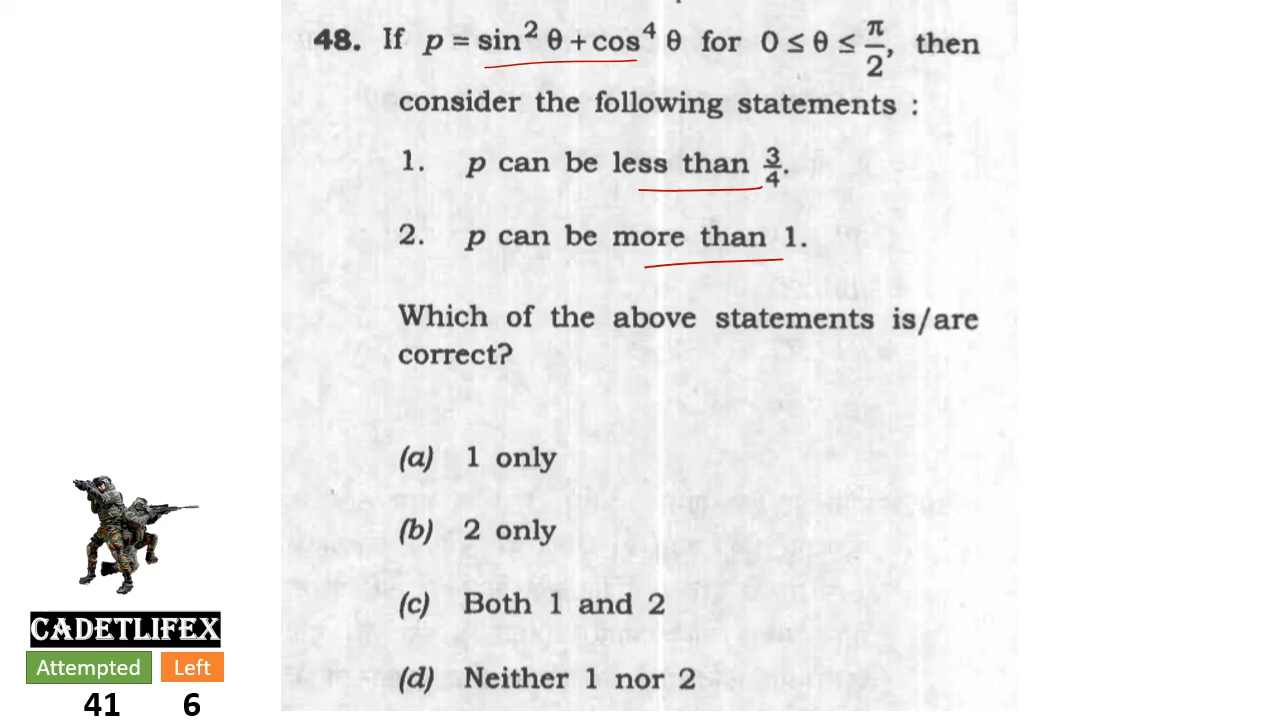 48. If p = sin² θ + cos⁴ θ for 0 ≤ θ ≤ π/2, then
consider the following statements :
1. p can be less than 3/4.
2. p can be more than 1.
Which of the above statements is/are
correct?
(a) 1 only
(b) 2 only
(c) Both 1 and 2
(d) Neither 1 nor 2
CADETLIFEX
Attempted Left
41 6